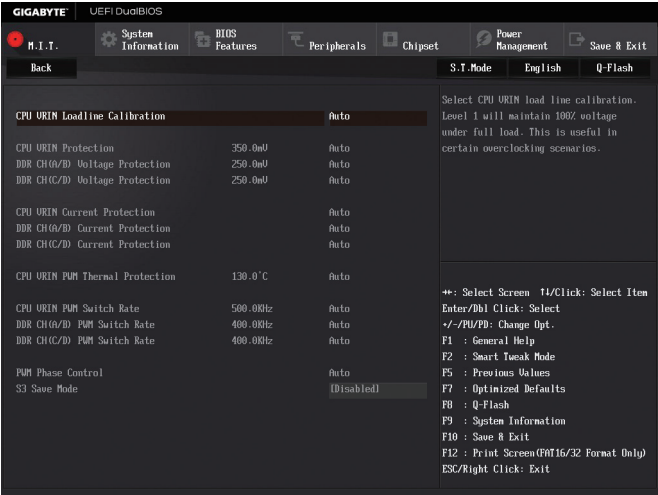 GIGABYTE™ UEFI DualBIOS
M.I.T. System Information BIOS Features Peripherals Chipset Power Management Save & Exit
Back S.T.Mode English Q-Flash
CPU VRIN Loadline Calibration Auto
CPU VRIN Protection 350.0mV Auto
DDR CH(A/B) Voltage Protection 250.0mV Auto
DDR CH(C/D) Voltage Protection 250.0mV Auto
CPU VRIN Current Protection Auto
DDR CH(A/B) Current Protection Auto
DDR CH(C/D) Current Protection Auto
CPU VRIN PWM Thermal Protection 130.0°C Auto
CPU VRIN PWM Switch Rate 500.0KHz Auto
DDR CH(A/B) PWM Switch Rate 400.0KHz Auto
DDR CH(C/D) PWM Switch Rate 400.0KHz Auto
PWM Phase Control Auto
S3 Save Mode [Disabled]
Select CPU VRIN load line calibration.
Level 1 will maintain 100% voltage
under full load. This is useful in
certain overclocking scenarios.
→←: Select Screen ↑↓/Click: Select Item
Enter/Dbl Click: Select
+/-/PU/PD: Change Opt.
F1 : General Help
F2 : Smart Tweak Mode
F5 : Previous Values
F7 : Optimized Defaults
F8 : Q-Flash
F9 : System Information
F10 : Save & Exit
F12 : Print Screen(FAT16/32 Format Only)
ESC/Right Click: Exit